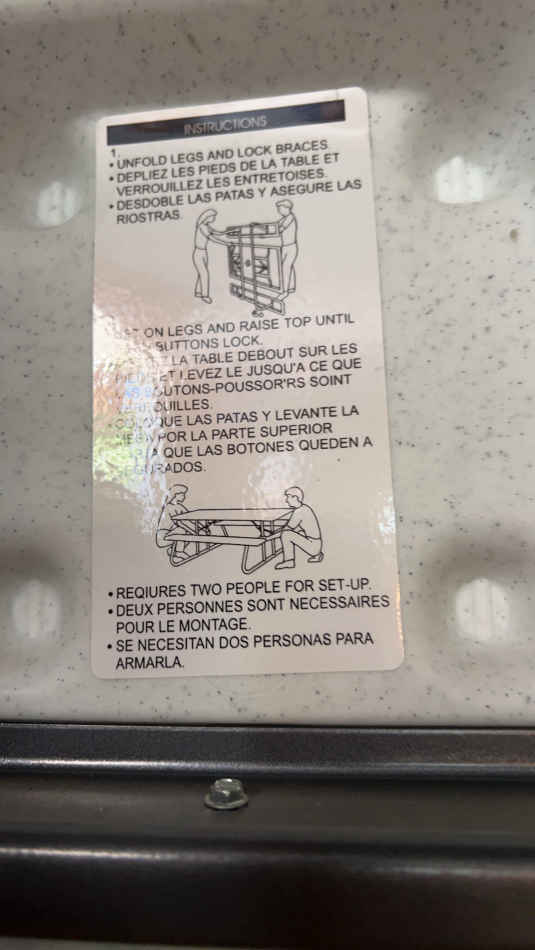 INSTRUCTIONS
1.
• UNFOLD LEGS AND LOCK BRACES.
• DEPLIEZ LES PIEDS DE LA TABLE ET
VERROUILLEZ LES ENTRETOISES.
• DESDOBLE LAS PATAS Y ASEGURE LAS
RIOSTRAS.
ON LEGS AND RAISE TOP UNTIL
BUTTONS LOCK.
LA TABLE DEBOUT SUR LES
ET LEVEZ LE JUSQU'A CE QUE
BOUTONS-POUSSOR'RS SOINT
QUE LAS PATAS Y LEVANTE LA
POR LA PARTE SUPERIOR
QUE LAS BOTONES QUEDEN A
• REQIURES TWO PEOPLE FOR SET-UP.
• DEUX PERSONNES SONT NECESSAIRES
POUR LE MONTAGE.
• SE NECESITAN DOS PERSONAS PARA
ARMARLA.